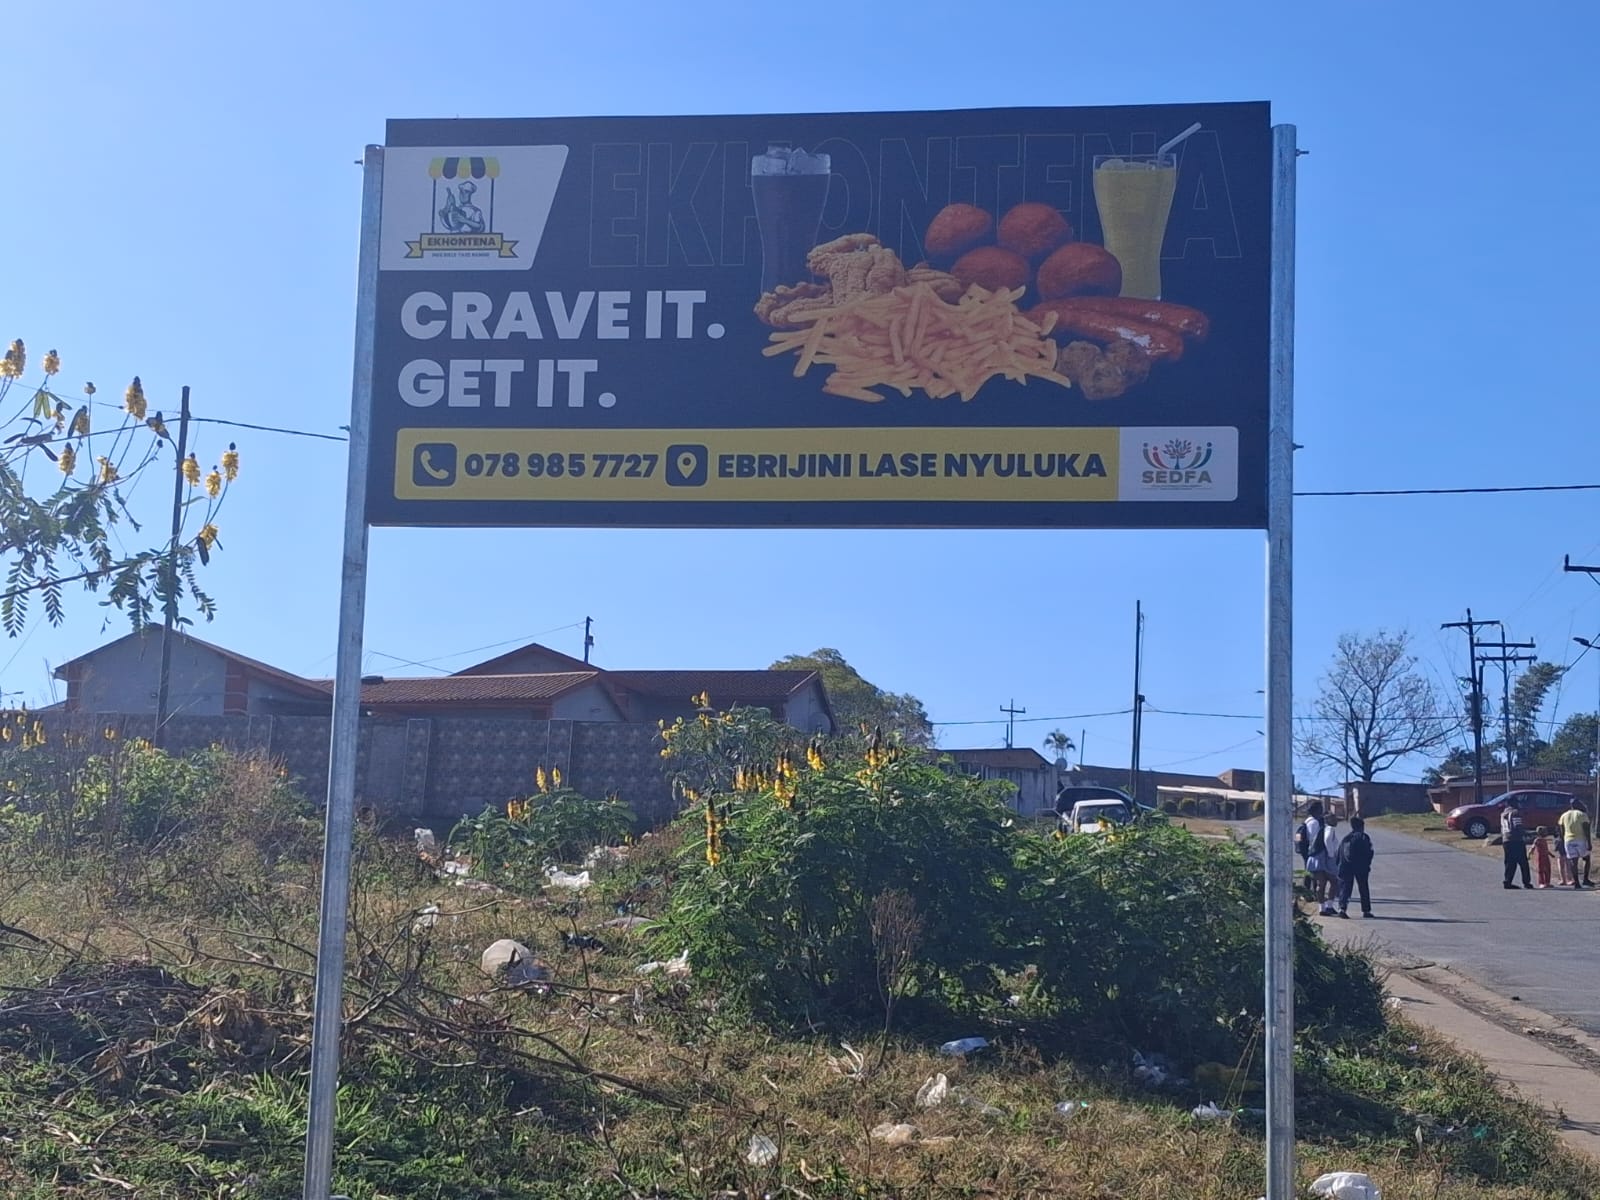 EKHONTENA
EKHONTENA
CRAVE IT.
GET IT.
078 985 7727 EBRIJINI LASE NYULUKA
SEDFA